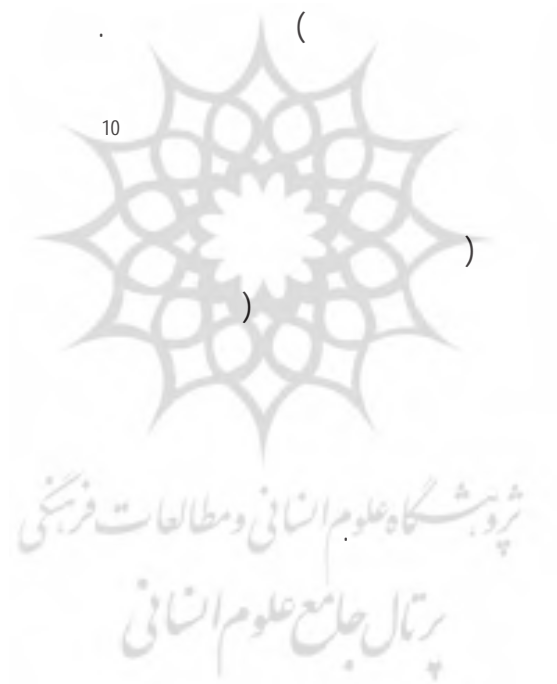 . (
10
)
)
پژوهشگاه علوم انسانی و مطالعات فرهنگی
.
پرتال جامع علوم انسانی